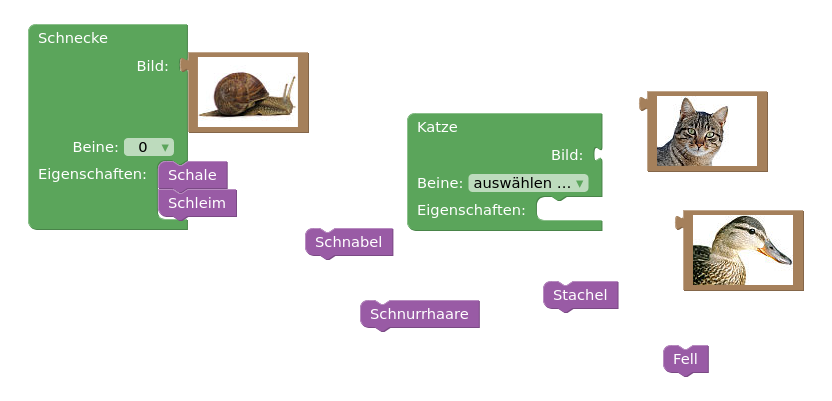 Schnecke
Bild:
Beine: 0 ▾
Eigenschaften: Schale
Schleim
Katze
Bild:
Beine: auswählen ... ▾
Eigenschaften:
Schnabel
Stachel
Schnurrhaare
Fell